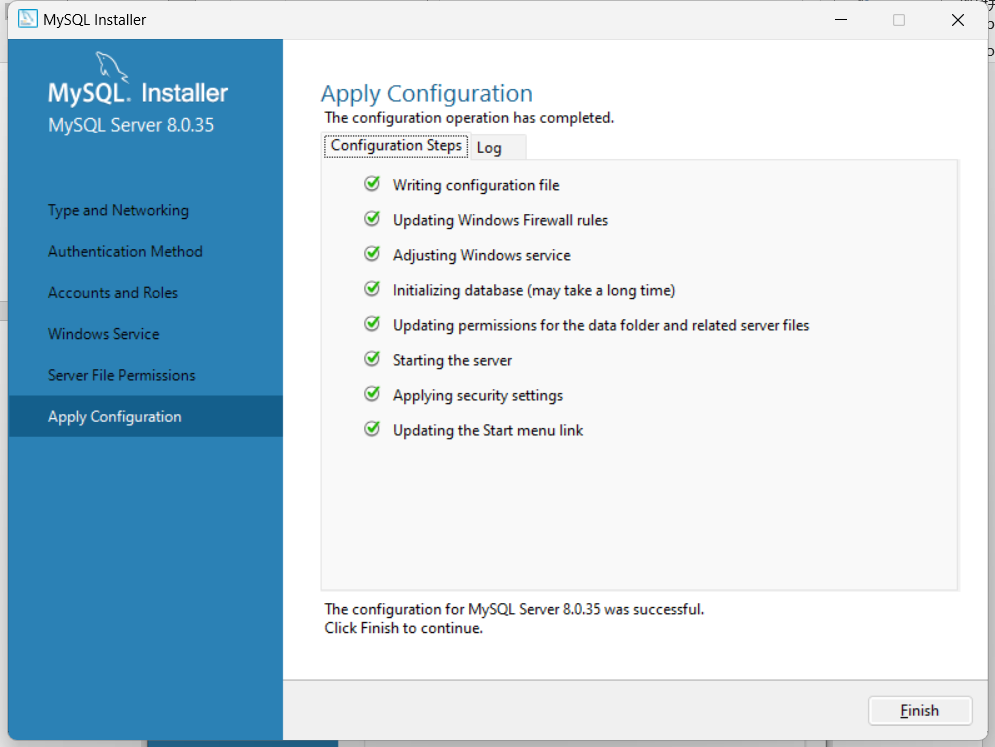 MySQL Installer
MySQL. Installer
MySQL Server 8.0.35
Type and Networking
Authentication Method
Accounts and Roles
Windows Service
Server File Permissions
Apply Configuration
Apply Configuration
The configuration operation has completed.
Configuration Steps
Log
Writing configuration file
Updating Windows Firewall rules
Adjusting Windows service
Initializing database (may take a long time)
Updating permissions for the data folder and related server files
Starting the server
Applying security settings
Updating the Start menu link
The configuration for MySQL Server 8.0.35 was successful.
Click Finish to continue.
Finish